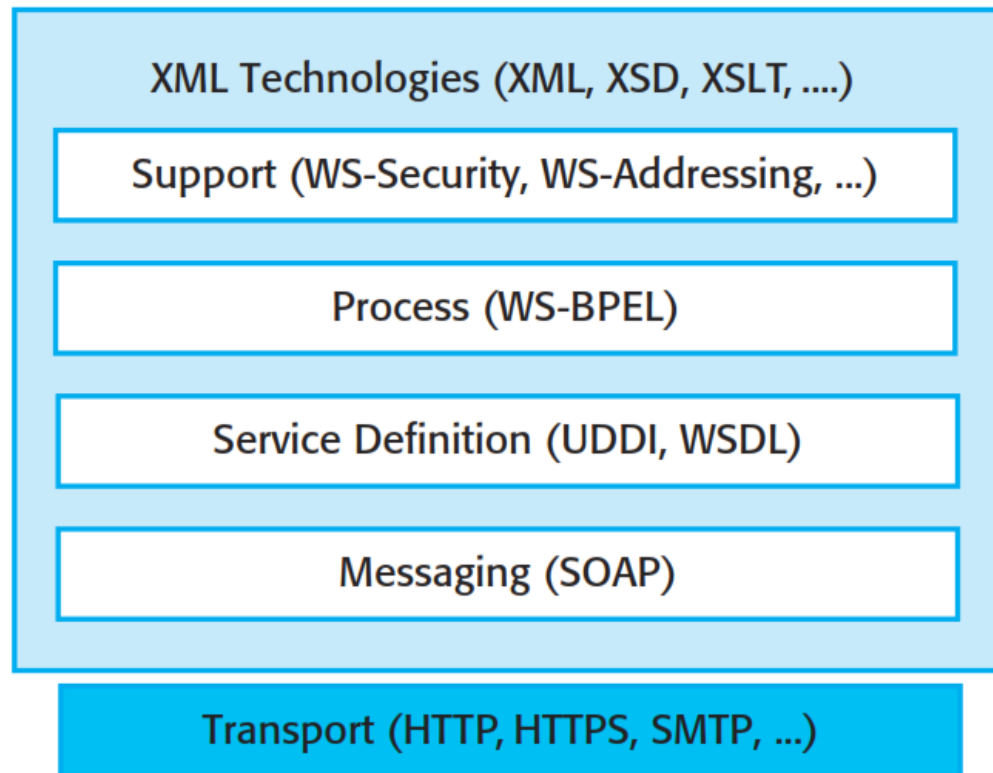 XML Technologies (XML, XSD, XSLT, ....)
Support (WS-Security, WS-Addressing, ...)
Process (WS-BPEL)
Service Definition (UDDI, WSDL)
Messaging (SOAP)
Transport (HTTP, HTTPS, SMTP, ...)